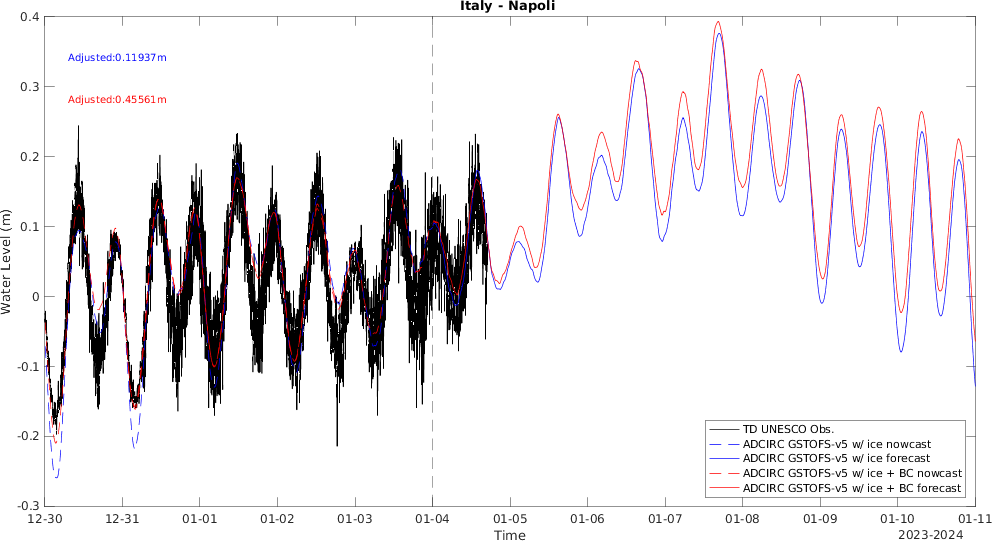 Italy - Napoli
0.4
Adjusted:0.11937m
0.3
Adjusted:0.45561m
0.2
0.1
Water Level (m)
0
-0.1
-0.2
TD UNESCO Obs.
ADCIRC GSTOFS-v5 w/ ice nowcast
ADCIRC GSTOFS-v5 w/ ice forecast
ADCIRC GSTOFS-v5 w/ ice + BC nowcast
ADCIRC GSTOFS-v5 w/ ice + BC forecast
-0.3
12-30 12-31 01-01 01-02 01-03 01-04 01-05 01-06 01-07 01-08 01-09 01-10 01-11
Time
2023-2024